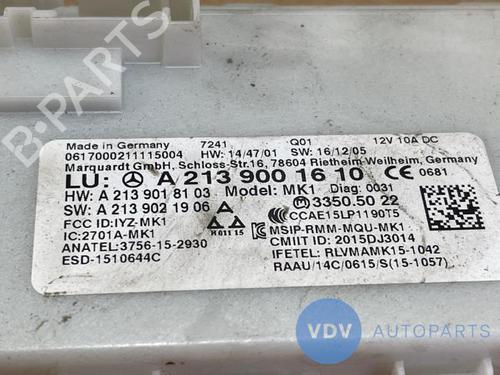 B-PARTS
Made in Germany 7241 Q01 12V 10A DC
0617000211115004 HW: 14/47/01 SW: 16/12/05
Marquardt GmbH, Schloss-Str.16, 78604 Rietheim-Weilheim, Germany
LU: A 213 900 16 10 CE 0681
HW: A 213 901 81 03 Model: MK1 Diag: 0031
SW: A 213 902 19 06 33505022
FCC ID:IYZ-MK1 CCAE15LP1190T5
IC:2701A-MK1 MSIP-RMM-MQU-MK1
ANATEL:3756-15-2930 CMIIT ID: 2015DJ3014
ESD-1510644C IFETEL: RLVMAMK15-1042
RAAU/14C/0615/S(15-1057)
VDV AUTOPARTS